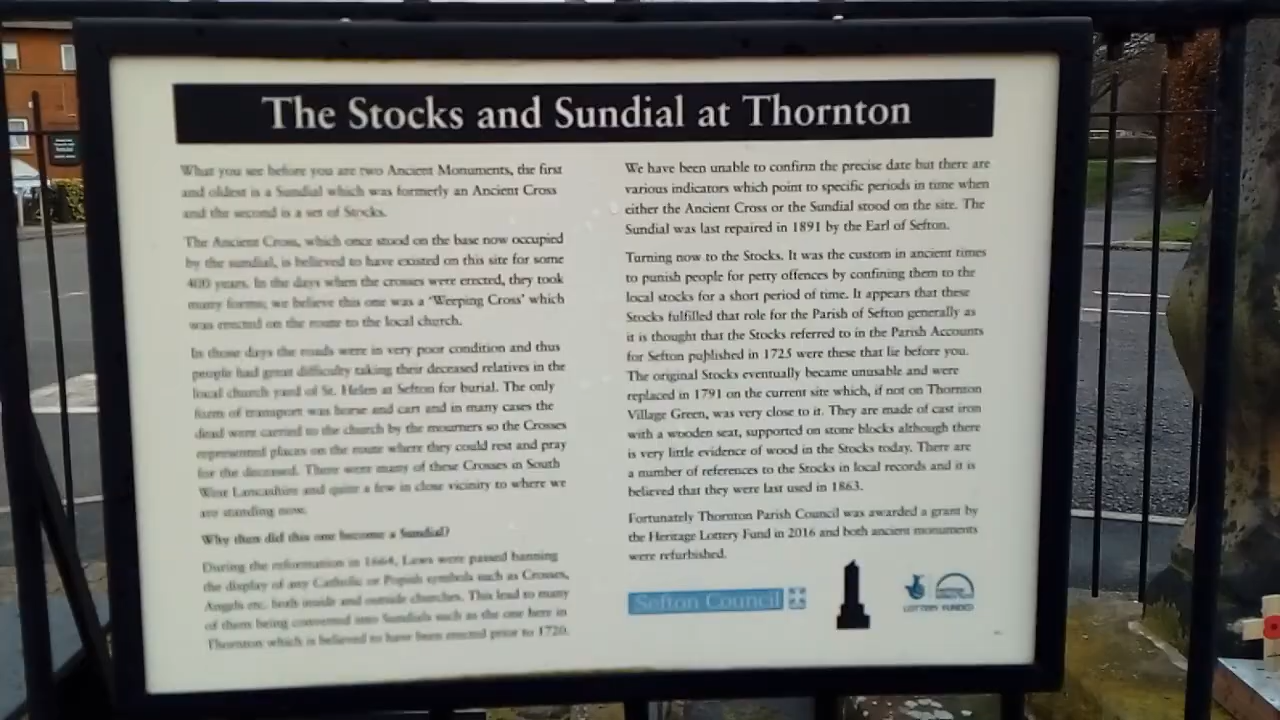 The Stocks and Sundial at Thornton
What you see before you are two Ancient Monuments, the first
and oldest is a Sundial which was formerly an Ancient Cross
and the second is a set of Stocks.
The Ancient Cross, which once stood on the base now occupied
by the sundial, is believed to have existed on this site for some
400 years. In the days when the crosses were erected, they took
many forms; we believe this one was a 'Weeping Cross' which
was erected on the route to the local church.
In those days the roads were in very poor condition and thus
people had great difficulty taking their deceased relatives in the
local church yard of St. Helen at Sefton for burial. The only
form of transport was horse and cart and in many cases the
dead were carried to the church by the mourners so the Crosses
represented places on the route where they could rest and pray
for the deceased. There were many of these Crosses in South
West Lancashire and quite a few in close vicinity to where we
are standing now.
Why then did this one become a Sundial?
During the reformation in 1664, Laws were passed banning
the display of any Catholic or Popish symbols such as Crosses,
Angels etc. both inside and outside churches. This lead to many
of them being converted into Sundials such as the one here in
Thornton which is believed to have been erected prior to 1720.
We have been unable to confirm the precise date but there are
various indicators which point to specific periods in time when
either the Ancient Cross or the Sundial stood on the site. The
Sundial was last repaired in 1891 by the Earl of Sefton.
Turning now to the Stocks. It was the custom in ancient times
to punish people for petty offences by confining them to the
local stocks for a short period of time. It appears that these
Stocks fulfilled that role for the Parish of Sefton generally as
it is thought that the Stocks referred to in the Parish Accounts
for Sefton published in 1725 were these that lie before you.
The original Stocks eventually became unusable and were
replaced in 1791 on the current site which, if not on Thornton
Village Green, was very close to it. They are made of cast iron
with a wooden seat, supported on stone blocks although there
is very little evidence of wood in the Stocks today. There are
a number of references to the Stocks in local records and it is
believed that they were last used in 1863.
Fortunately Thornton Parish Council was awarded a grant by
the Heritage Lottery Fund in 2016 and both ancient monuments
were refurbished.
Sefton Council
LOTTERY FUNDED